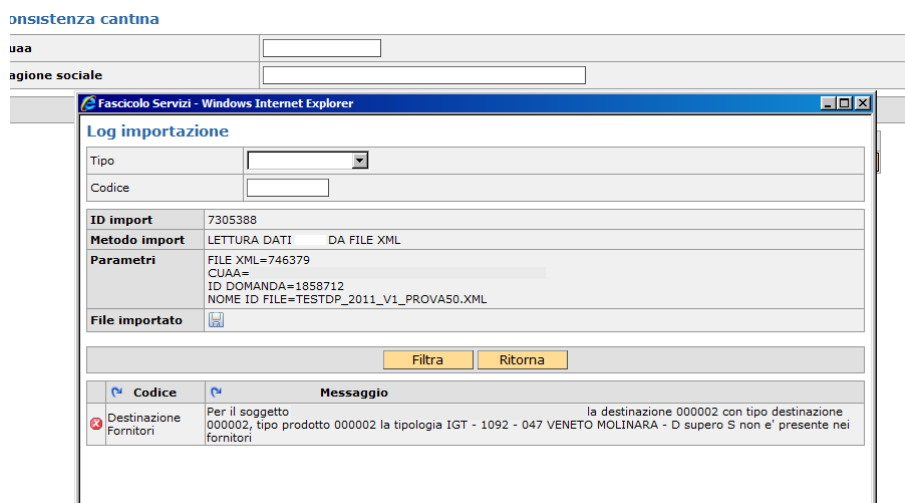 onsistenza cantina
uaa
agione sociale
Fascicolo Servizi - Windows Internet Explorer
Log importazione
Tipo
Codice
ID import 7305388
Metodo import LETTURA DATI DA FILE XML
Parametri FILE XML=746379
CUAA=
ID DOMANDA=1858712
NOME ID FILE=TESTDP_2011_V1_PROVA50.XML
File importato
Filtra Ritorna
Codice Messaggio
Destinazione Fornitori
Per il soggetto la destinazione 000002 con tipo destinazione
000002, tipo prodotto 000002 la tipologia IGT - 1092 - 047 VENETO MOLINARA - D supero S non e' presente nei
fornitori